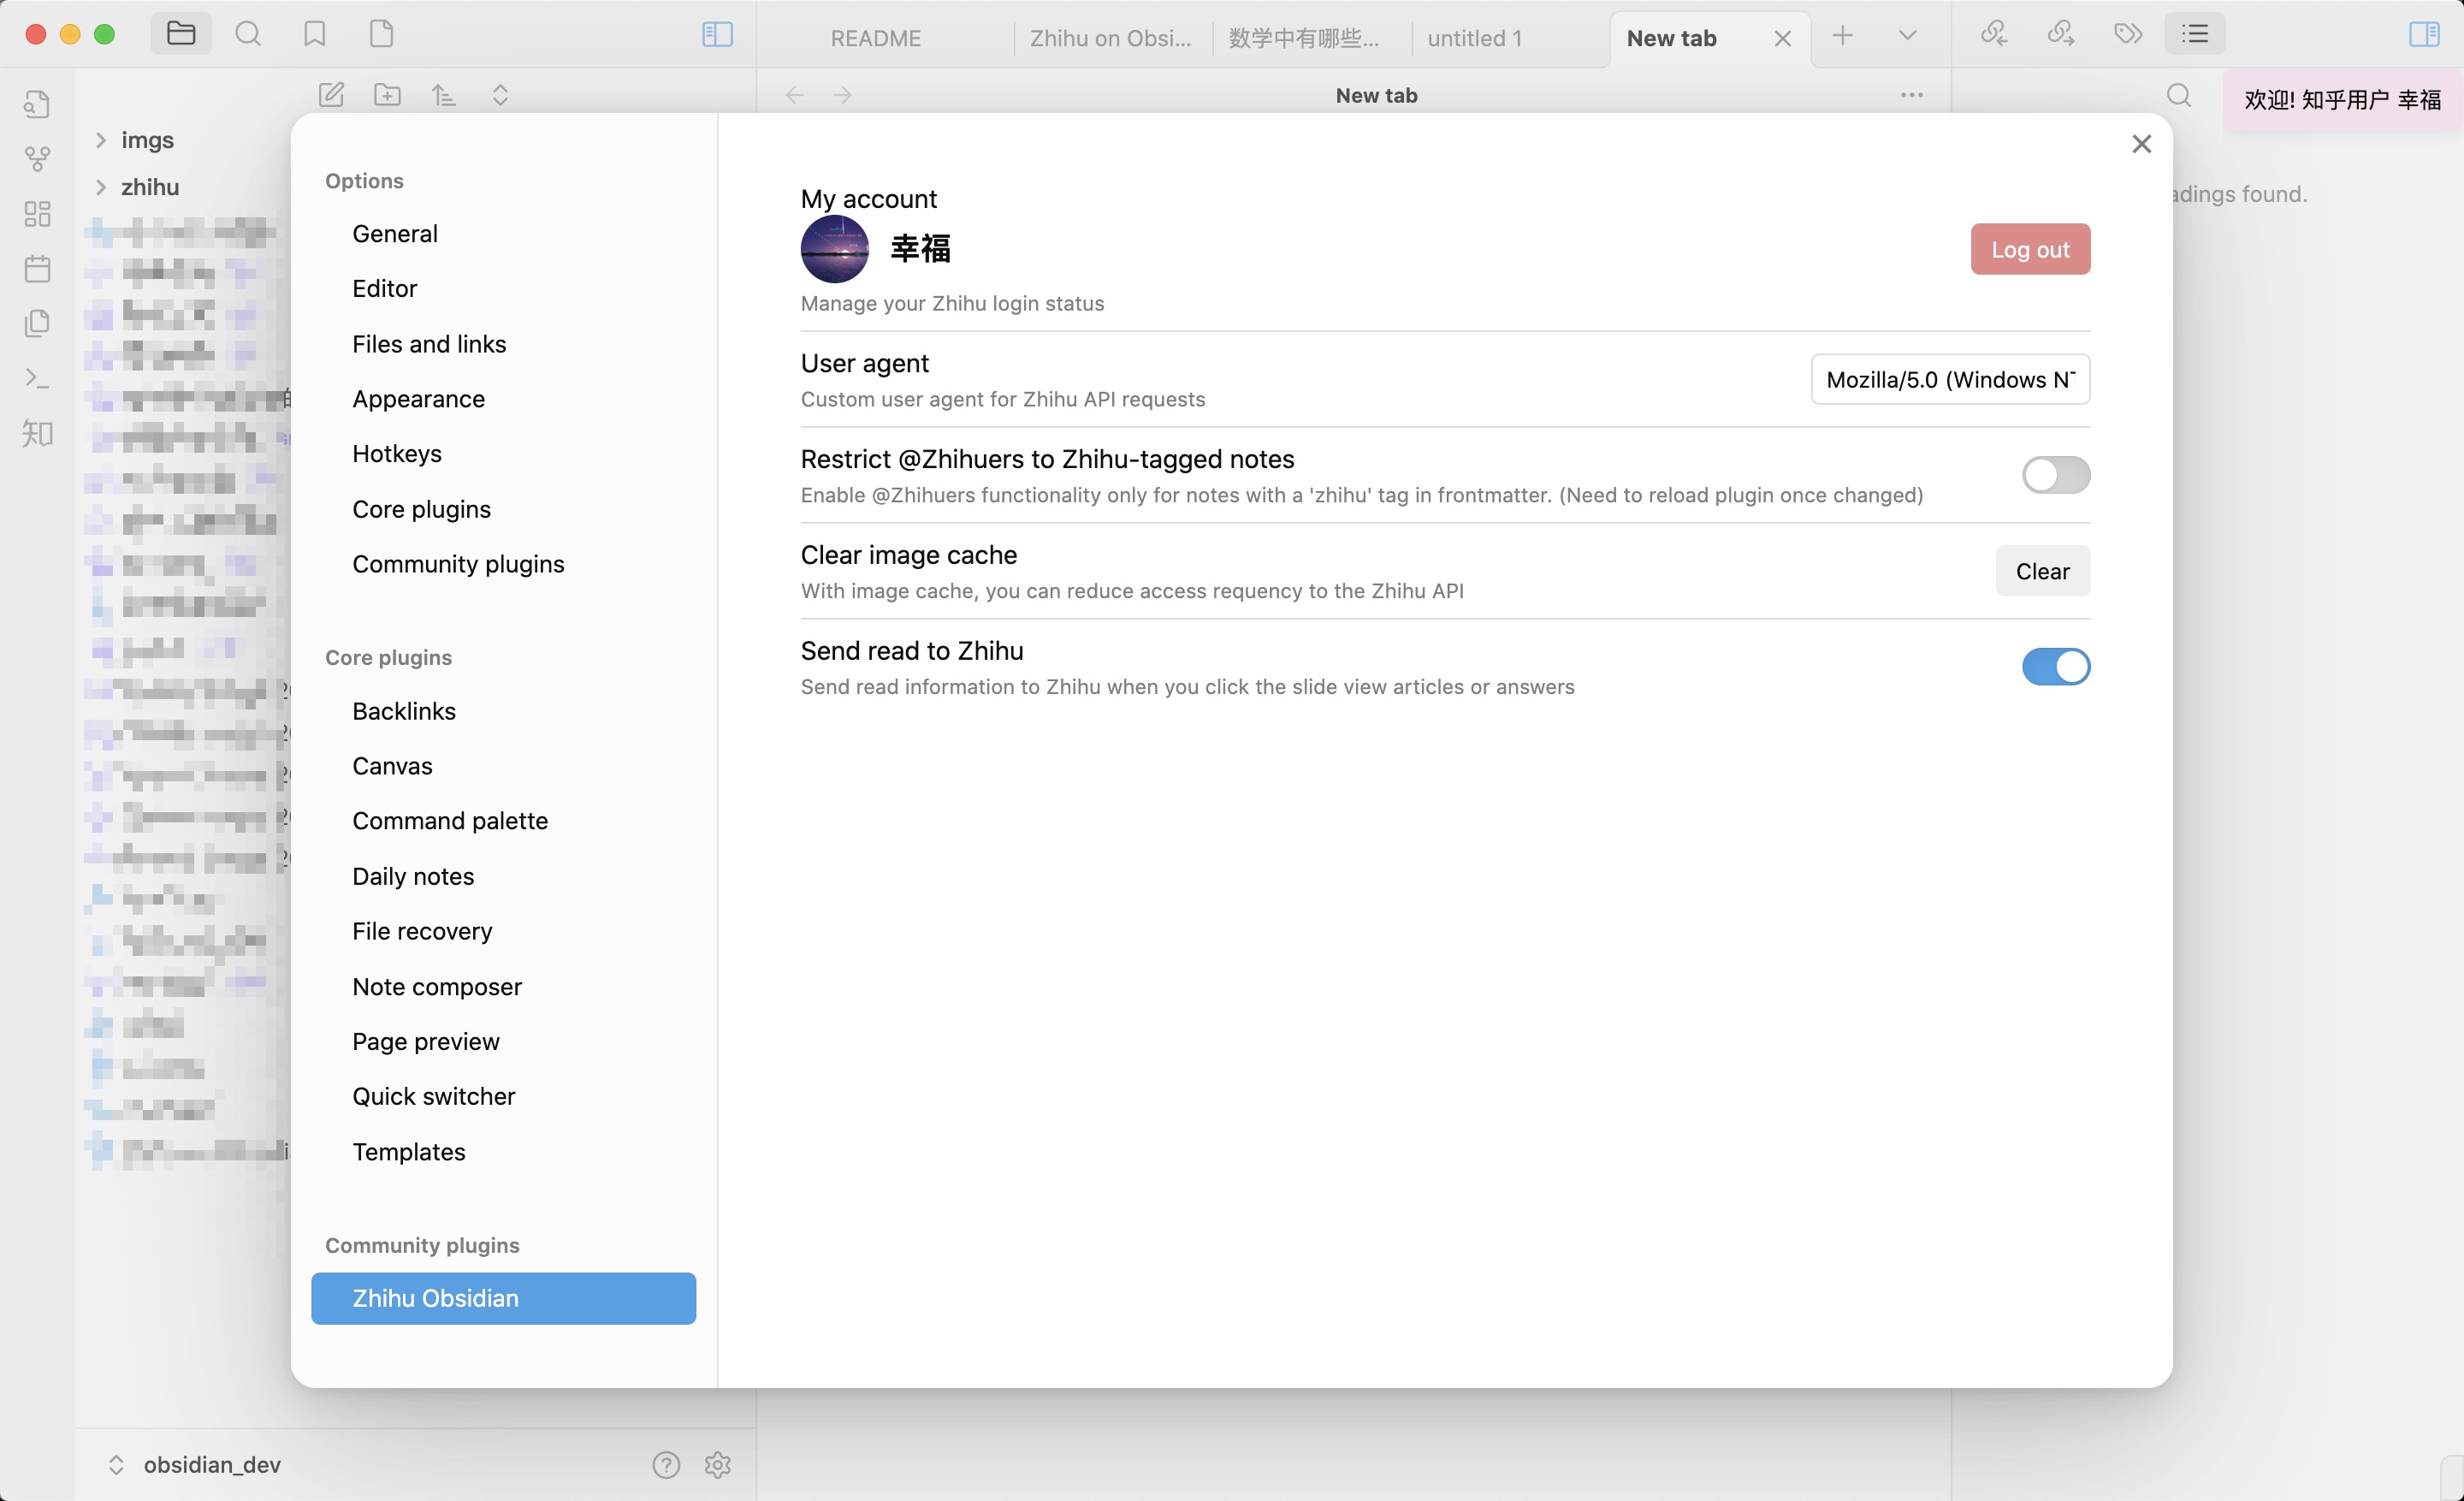 README
Zhihu on Obsi...
数学中有哪些...
untitled 1
New tab
New tab
欢迎! 知乎用户 幸福
imgs
zhihu
知
adings found.
Options
General
Editor
Files and links
Appearance
Hotkeys
Core plugins
Community plugins
Core plugins
Backlinks
Canvas
Command palette
Daily notes
File recovery
Note composer
Page preview
Quick switcher
Templates
Community plugins
Zhihu Obsidian
My account
幸福
Log out
Manage your Zhihu login status
User agent
Custom user agent for Zhihu API requests
Mozilla/5.0 (Windows N
Restrict @Zhihuers to Zhihu-tagged notes
Enable @Zhihuers functionality only for notes with a 'zhihu' tag in frontmatter. (Need to reload plugin once changed)
Clear image cache
With image cache, you can reduce access requency to the Zhihu API
Clear
Send read to Zhihu
Send read information to Zhihu when you click the slide view articles or answers
obsidian_dev